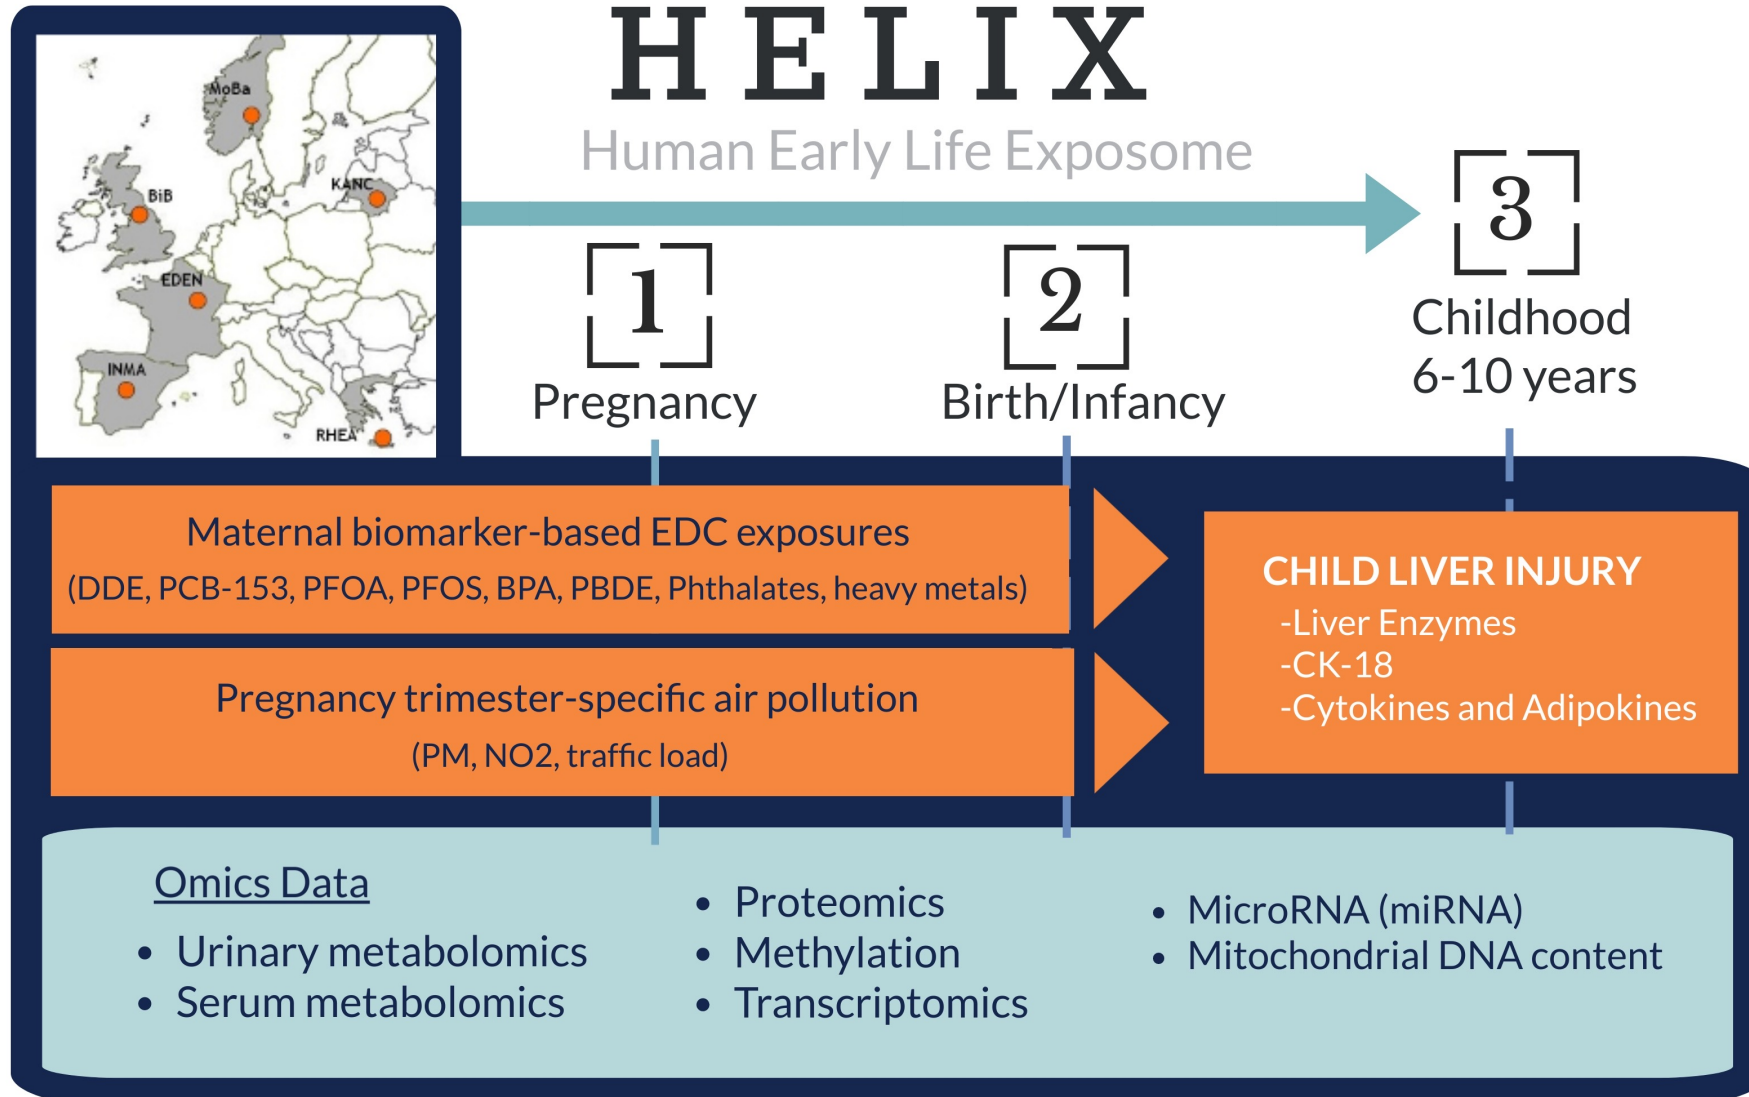 HELIX
Human Early Life Exposome
MoBa
BiB
KANC
EDEN
INMA
RHEA
1
Pregnancy
2
Birth/Infancy
3
Childhood
6-10 years
Maternal biomarker-based EDC exposures
(DDE, PCB-153, PFOA, PFOS, BPA, PBDE, Phthalates, heavy metals)
Pregnancy trimester-specific air pollution
(PM, NO2, traffic load)
CHILD LIVER INJURY
-Liver Enzymes
-CK-18
-Cytokines and Adipokines
Omics Data
• Urinary metabolomics
• Serum metabolomics
• Proteomics
• Methylation
• Transcriptomics
• MicroRNA (miRNA)
• Mitochondrial DNA content